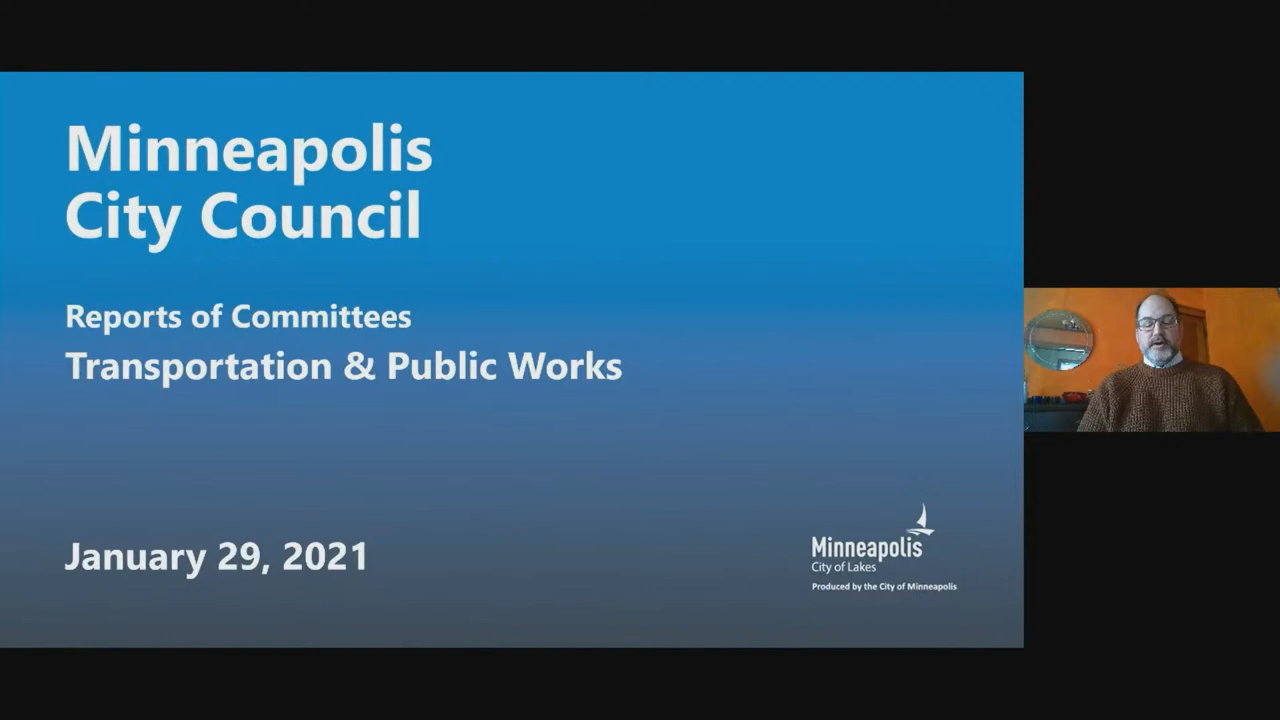 Minneapolis
City Council
Reports of Committees
Transportation & Public Works
January 29, 2021
Minneapolis
City of Lakes
Produced by the City of Minneapolis